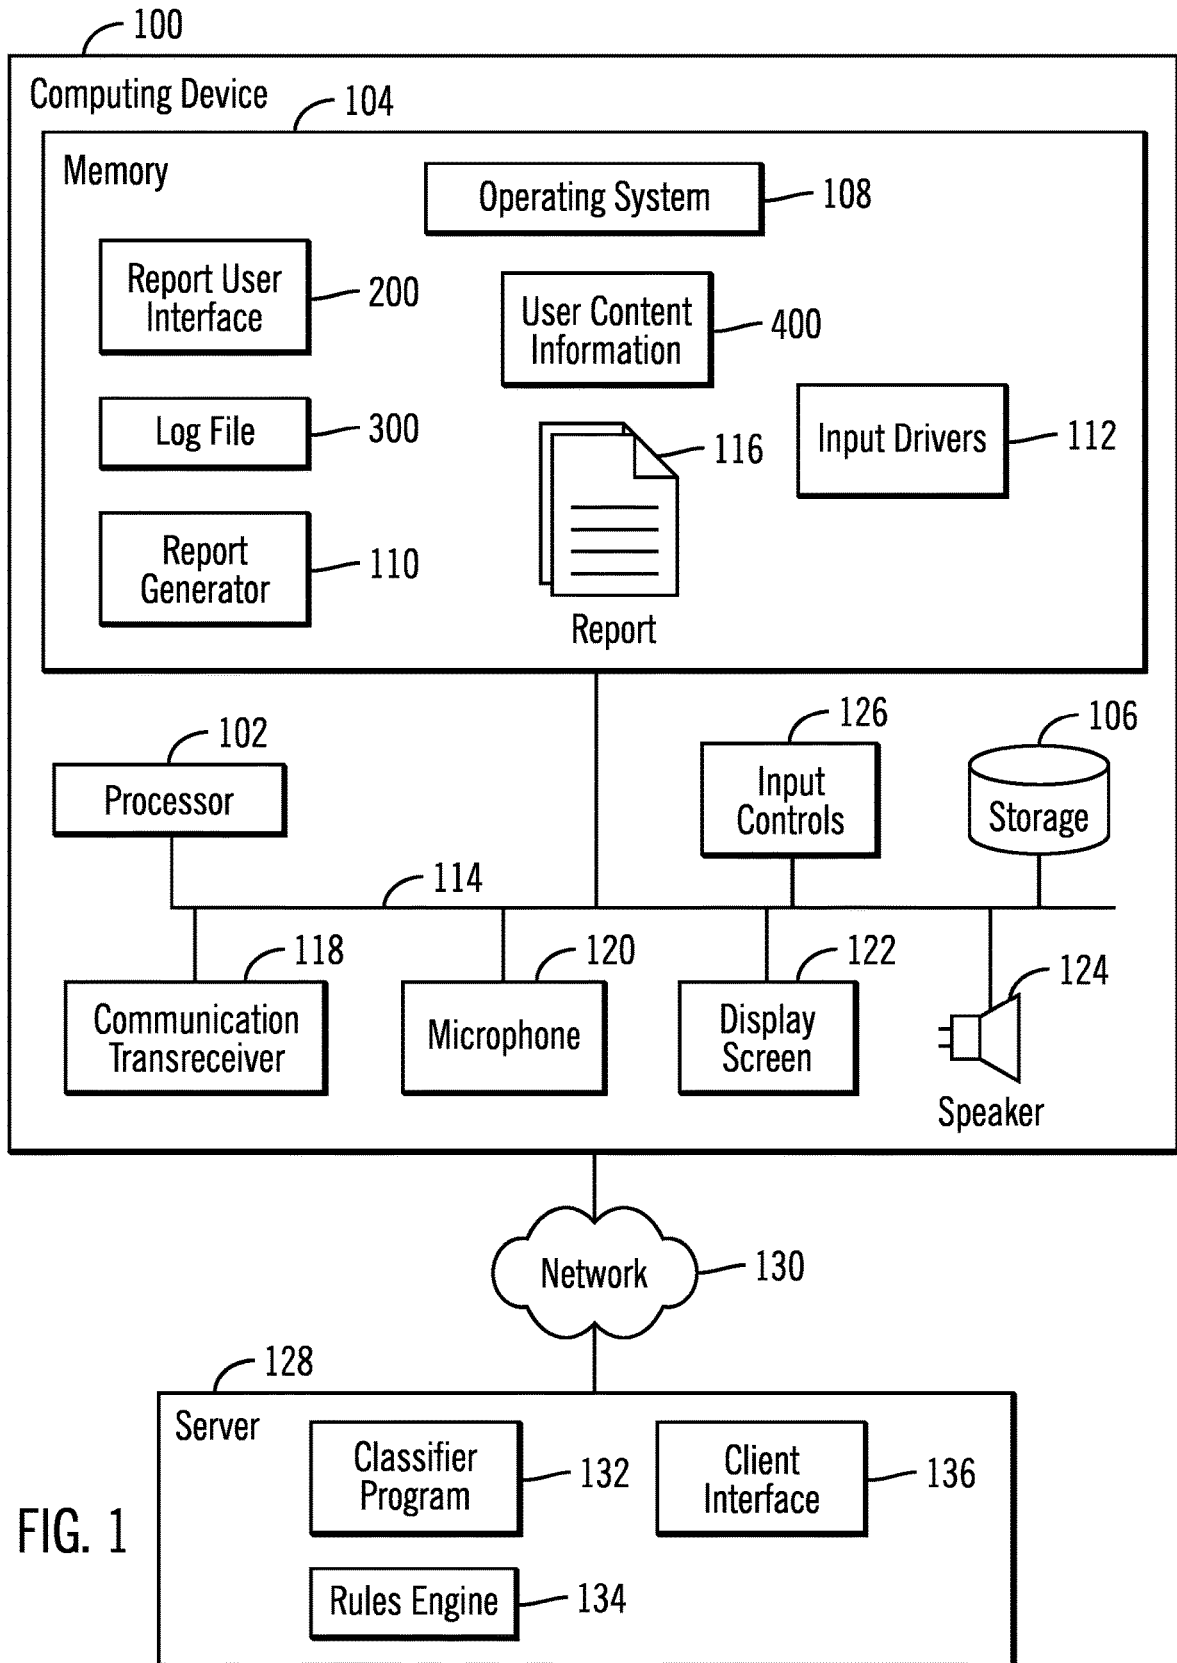 100
Computing Device
104
Memory
Operating System
108
Report User
Interface
200
User Content
Information
400
Log File
300
116
Input Drivers
112
Report
Generator
110
Report
102
Processor
126
Input
Controls
106
Storage
114
118
Communication
Transreceiver
120
Microphone
122
Display
Screen
124
Speaker
Network
130
128
Server
Classifier
Program
132
Client
Interface
136
FIG. 1
Rules Engine
134